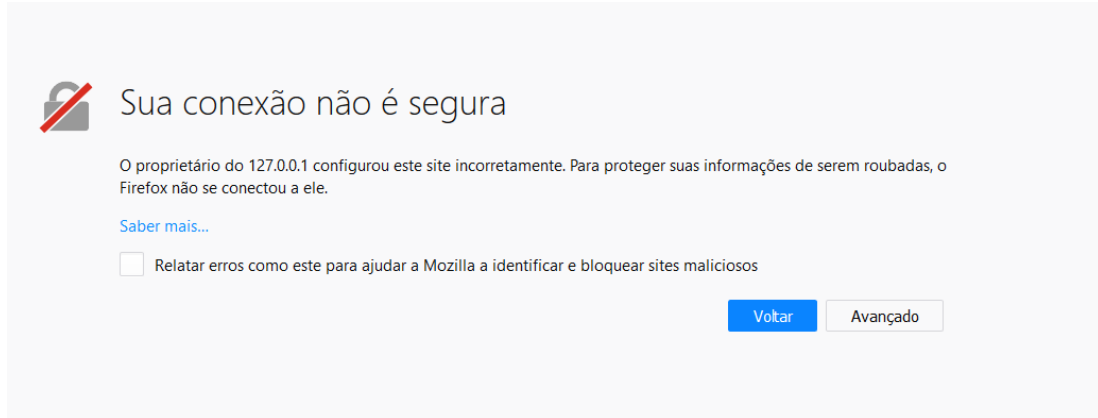 Sua conexão não é segura
O proprietário do 127.0.0.1 configurou este site incorretamente. Para proteger suas informações de serem roubadas, o
Firefox não se conectou a ele.
Saber mais...
Relatar erros como este para ajudar a Mozilla a identificar e bloquear sites maliciosos
Voltar
Avançado